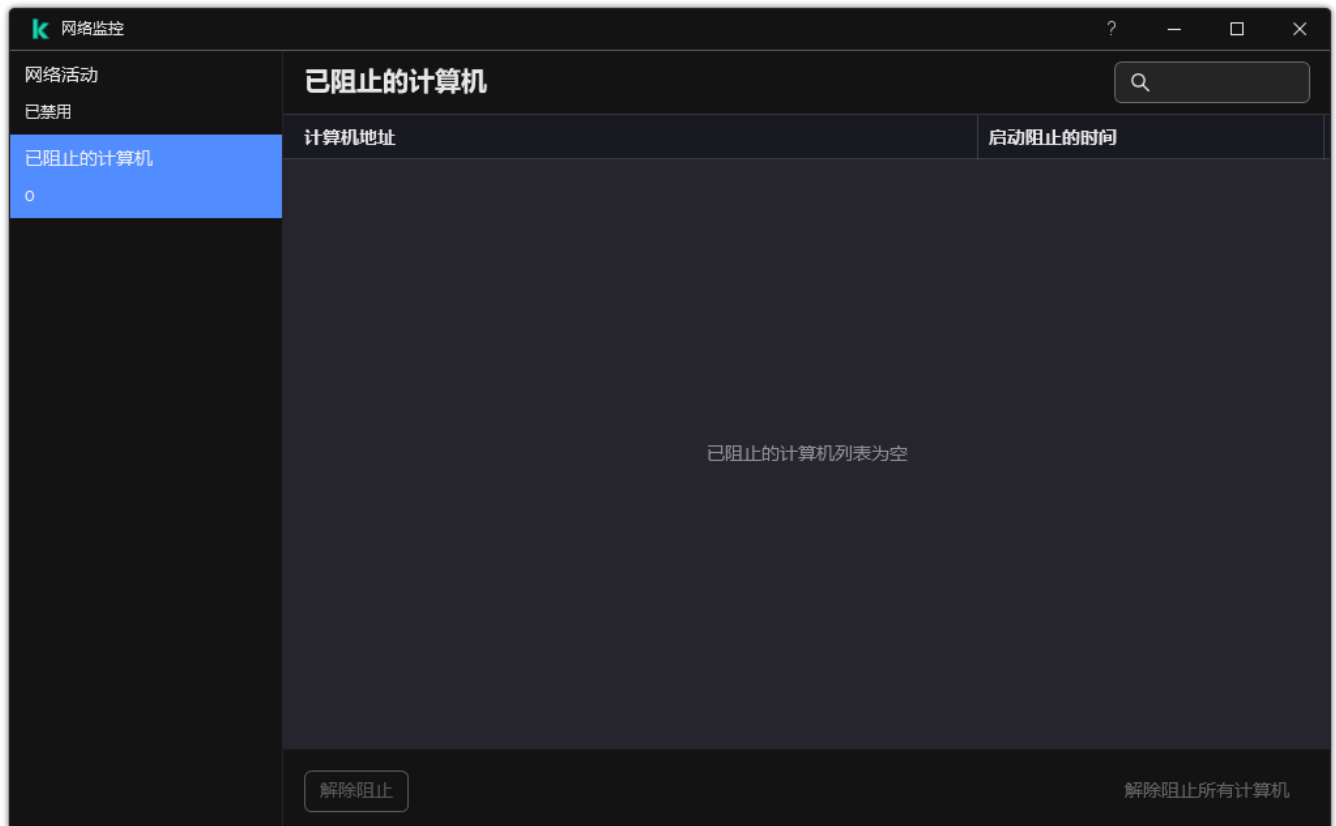 网络监控
?
网络活动
已禁用
已阻止的计算机
0
已阻止的计算机
计算机地址
启动阻止的时间
已阻止的计算机列表为空
解除阻止
解除阻止所有计算机